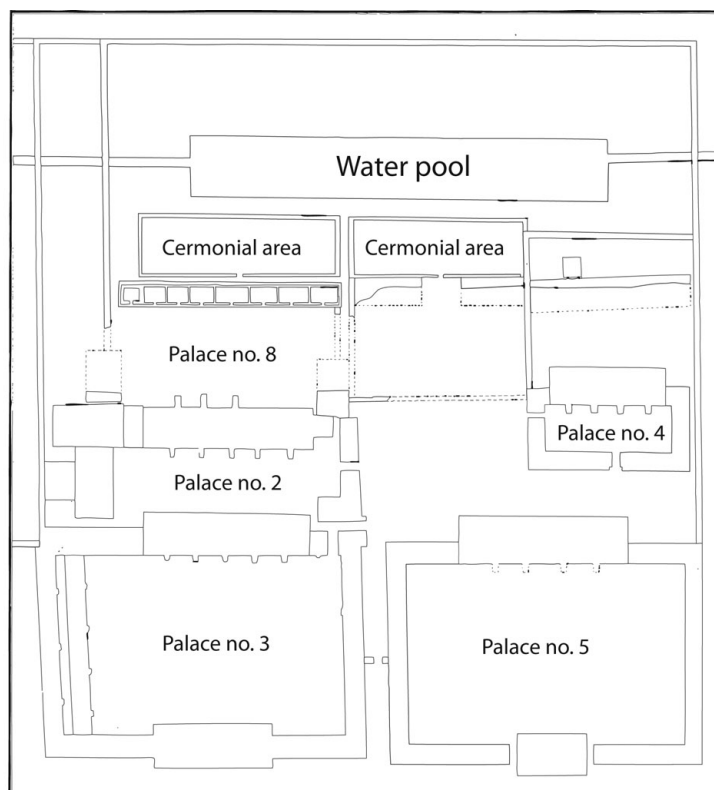 Water pool
Cermonial area
Cermonial area
Palace no. 8
Palace no. 4
Palace no. 2
Palace no. 3
Palace no. 5